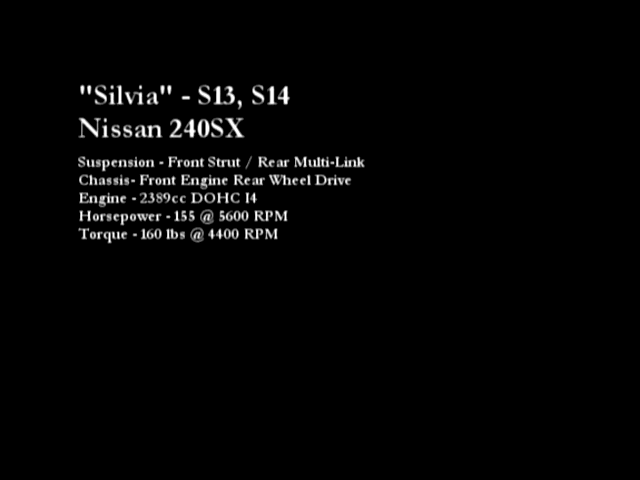 "Silvia" - S13, S14
Nissan 240SX
Suspension - Front Strut / Rear Multi-Link
Chassis- Front Engine Rear Wheel Drive
Engine - 2389cc DOHC I4
Horsepower - 155 @ 5600 RPM
Torque - 160 lbs @ 4400 RPM